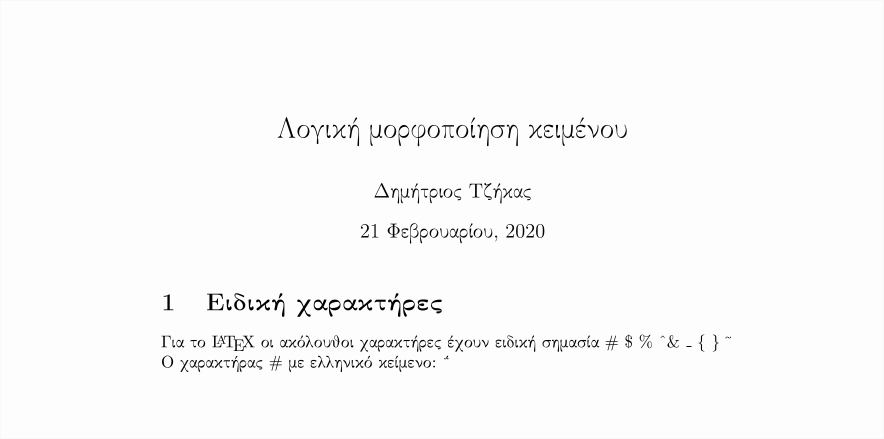 Λογική μορφοποίηση κειμένου
Δημήτριος Τζήκας
21 Φεβρουαρίου, 2020
1 Ειδική χαρακτήρες
Για το LATEX οι ακόλουθοι χαρακτήρες έχουν ειδική σημασία # $ % ^& _ { } ~
Ο χαρακτήρας # με ελληνικό κείμενο: